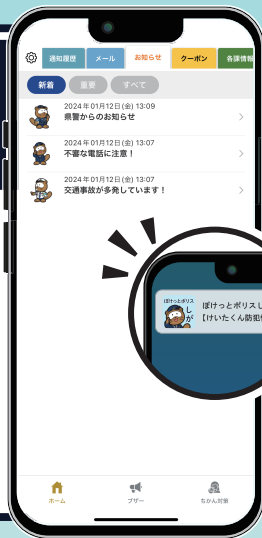 通知履歴 メール お知らせ クーポン 各課情報
新着 重要 すべて
2024年01月12日(金) 13:09
県警からのお知らせ
2024年01月12日(金) 13:07
不審な電話に注意！
2024年01月12日(金) 13:07
交通事故が多発しています！
ぽけっとポリス
しが
ぽけっとポリスし
【けいたくん防犯
ホーム ブザー ちかん対策